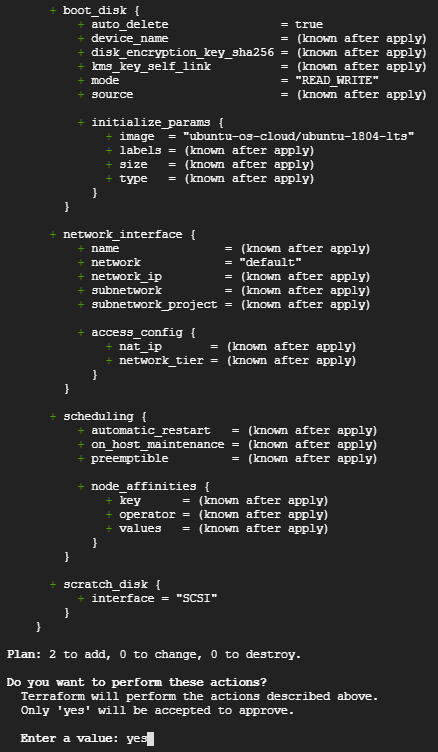 + boot_disk {
+ auto_delete = true
+ device_name = (known after apply)
+ disk_encryption_key_sha256 = (known after apply)
+ kms_key_self_link = (known after apply)
+ mode = "READ_WRITE"
+ source = (known after apply)
+ initialize_params {
+ image = "ubuntu-os-cloud/ubuntu-1804-lts"
+ labels = (known after apply)
+ size = (known after apply)
+ type = (known after apply)
}
}
+ network_interface {
+ name = (known after apply)
+ network = "default"
+ network_ip = (known after apply)
+ subnetwork = (known after apply)
+ subnetwork_project = (known after apply)
+ access_config {
+ nat_ip = (known after apply)
+ network_tier = (known after apply)
}
}
+ scheduling {
+ automatic_restart = (known after apply)
+ on_host_maintenance = (known after apply)
+ preemptible = (known after apply)
+ node_affinities {
+ key = (known after apply)
+ operator = (known after apply)
+ values = (known after apply)
}
}
+ scratch_disk {
+ interface = "SCSI"
}
}
Plan: 2 to add, 0 to change, 0 to destroy.
Do you want to perform these actions?
Terraform will perform the actions described above.
Only 'yes' will be accepted to approve.
Enter a value: yes